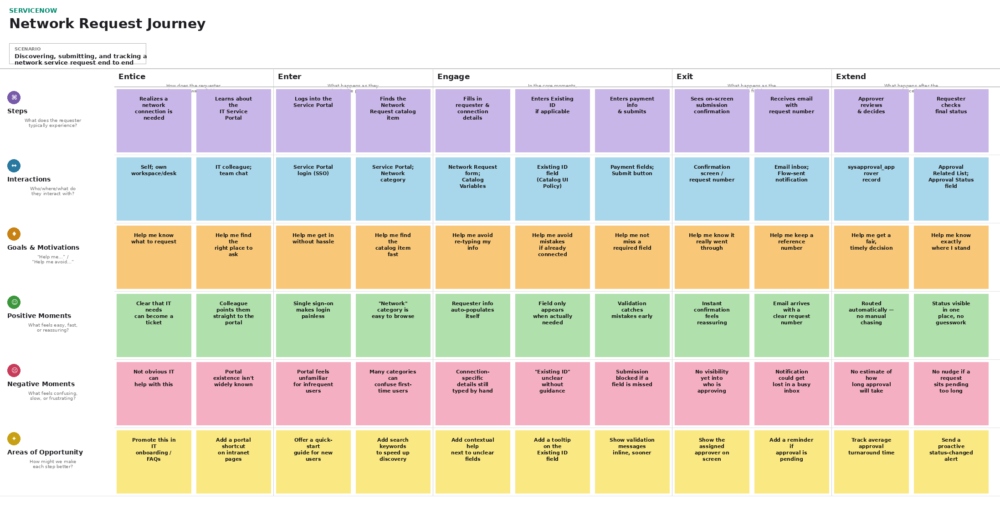 SERVICENOW
Network Request Journey
SCENARIO
Discovering, submitting, and tracking a
network service request end to end
Entice
How does the requester
Enter
What happens as they
Engage
In the core moments,
Exit
What happens as the
Extend
What happens after the
Steps
What does the requester
typically experience?
Realizes a
network
connection is
needed
Learns about
the
IT Service
Portal
Logs into the
Service Portal
Finds the
Network
Request catalog
item
Fills in
requester &
connection
details
Enters Existing
ID
if applicable
Enters payment
info
& submits
Sees on-screen
submission
confirmation
Receives email
with
request number
Approver
reviews
& decides
Requester
checks
final status
Interactions
Who/where/what do
they interact with?
Self; own
workspace/desk
IT colleague;
team chat
Service Portal
login (SSO)
Service Portal;
Network
category
Network Request
form;
Catalog
Variables
Existing ID
field
(Catalog UI
Policy)
Payment fields;
Submit button
Confirmation
screen /
request number
Email inbox;
Flow-sent
notification
sysapproval_app
rover
record
Approval
Related List;
Approval Status
field
Goals & Motivations
“Help me...” /
“Help me avoid...”
Help me know
what to request
Help me find
the
right place to
ask
Help me get in
without hassle
Help me find
the
catalog item
fast
Help me avoid
re-typing my
info
Help me avoid
mistakes
if already
connected
Help me not
miss a
required field
Help me know it
really went
through
Help me keep a
reference
number
Help me get a
fair,
timely decision
Help me know
exactly
where I stand
Positive Moments
What feels easy, fast,
or reassuring?
Clear that IT
needs
can become a
ticket
Colleague
points them
straight to the
portal
Single sign-on
makes login
painless
"Network"
category is
easy to browse
Requester info
auto-populates
itself
Field only
appears
when actually
needed
Validation
catches
mistakes early
Instant
confirmation
feels
reassuring
Email arrives
with a
clear request
number
Routed
automatically —
no manual
chasing
Status visible
in one
place, no
guesswork
Negative Moments
What feels confusing,
slow, or frustrating?
Not obvious IT
can
help with this
Portal
existence isn't
widely known
Portal feels
unfamiliar
for infrequent
users
Many categories
can
confuse first-
time users
Connection-
specific
details still
typed by hand
"Existing ID"
unclear
without
guidance
Submission
blocked if a
field is missed
No visibility
yet into
who is
approving
Notification
could get
lost in a busy
inbox
No estimate of
how
long approval
will take
No nudge if a
request
sits pending
too long
Areas of Opportunity
How might we make
each step better?
Promote this in
IT
onboarding /
FAQs
Add a portal
shortcut
on intranet
pages
Offer a quick-
start
guide for new
users
Add search
keywords
to speed up
discovery
Add contextual
help
next to unclear
fields
Add a tooltip
on the
Existing ID
field
Show validation
messages
inline, sooner
Show the
assigned
approver on
screen
Add a reminder
if
approval is
pending
Track average
approval
turnaround time
Send a
proactive
status-changed
alert